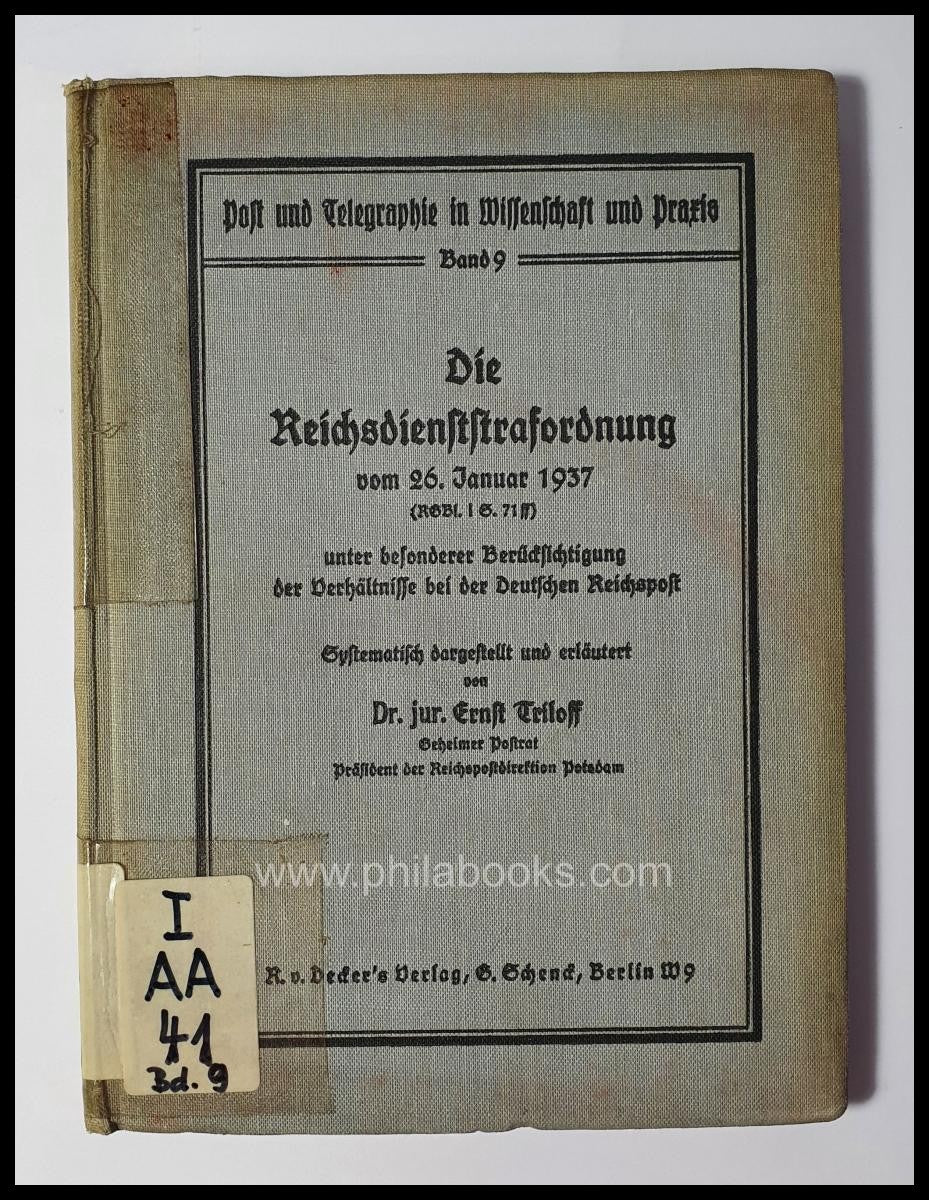 Post und Telegraphie in Wissenschaft und Praxis
Band 9
Die
Reichsdienststrafordnung
vom 26. Januar 1937
(RGBl. I S. 71 ff)
unter besonderer Berücksichtigung
der Verhältnisse bei der Deutschen Reichspost
Systematisch dargestellt und erläutert
von
Dr. jur. Ernst Triloff
Geheimer Postrat
Präsident der Reichspostdirektion Potsdam
www.philabooks.com
R. v. Decker's Verlag, G. Schenck, Berlin W 9
I
AA
41
Bd. 9